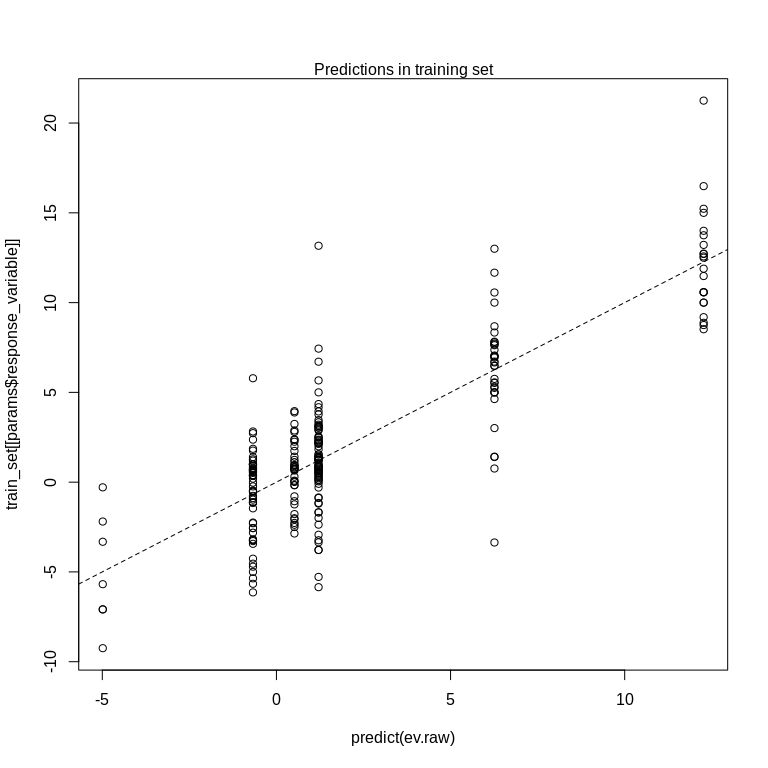 Predictions in training set
train_set[[params$response_variable]]
20
15
10
5
0
-5
-10
-5 0 5 10
predict(ev.raw)